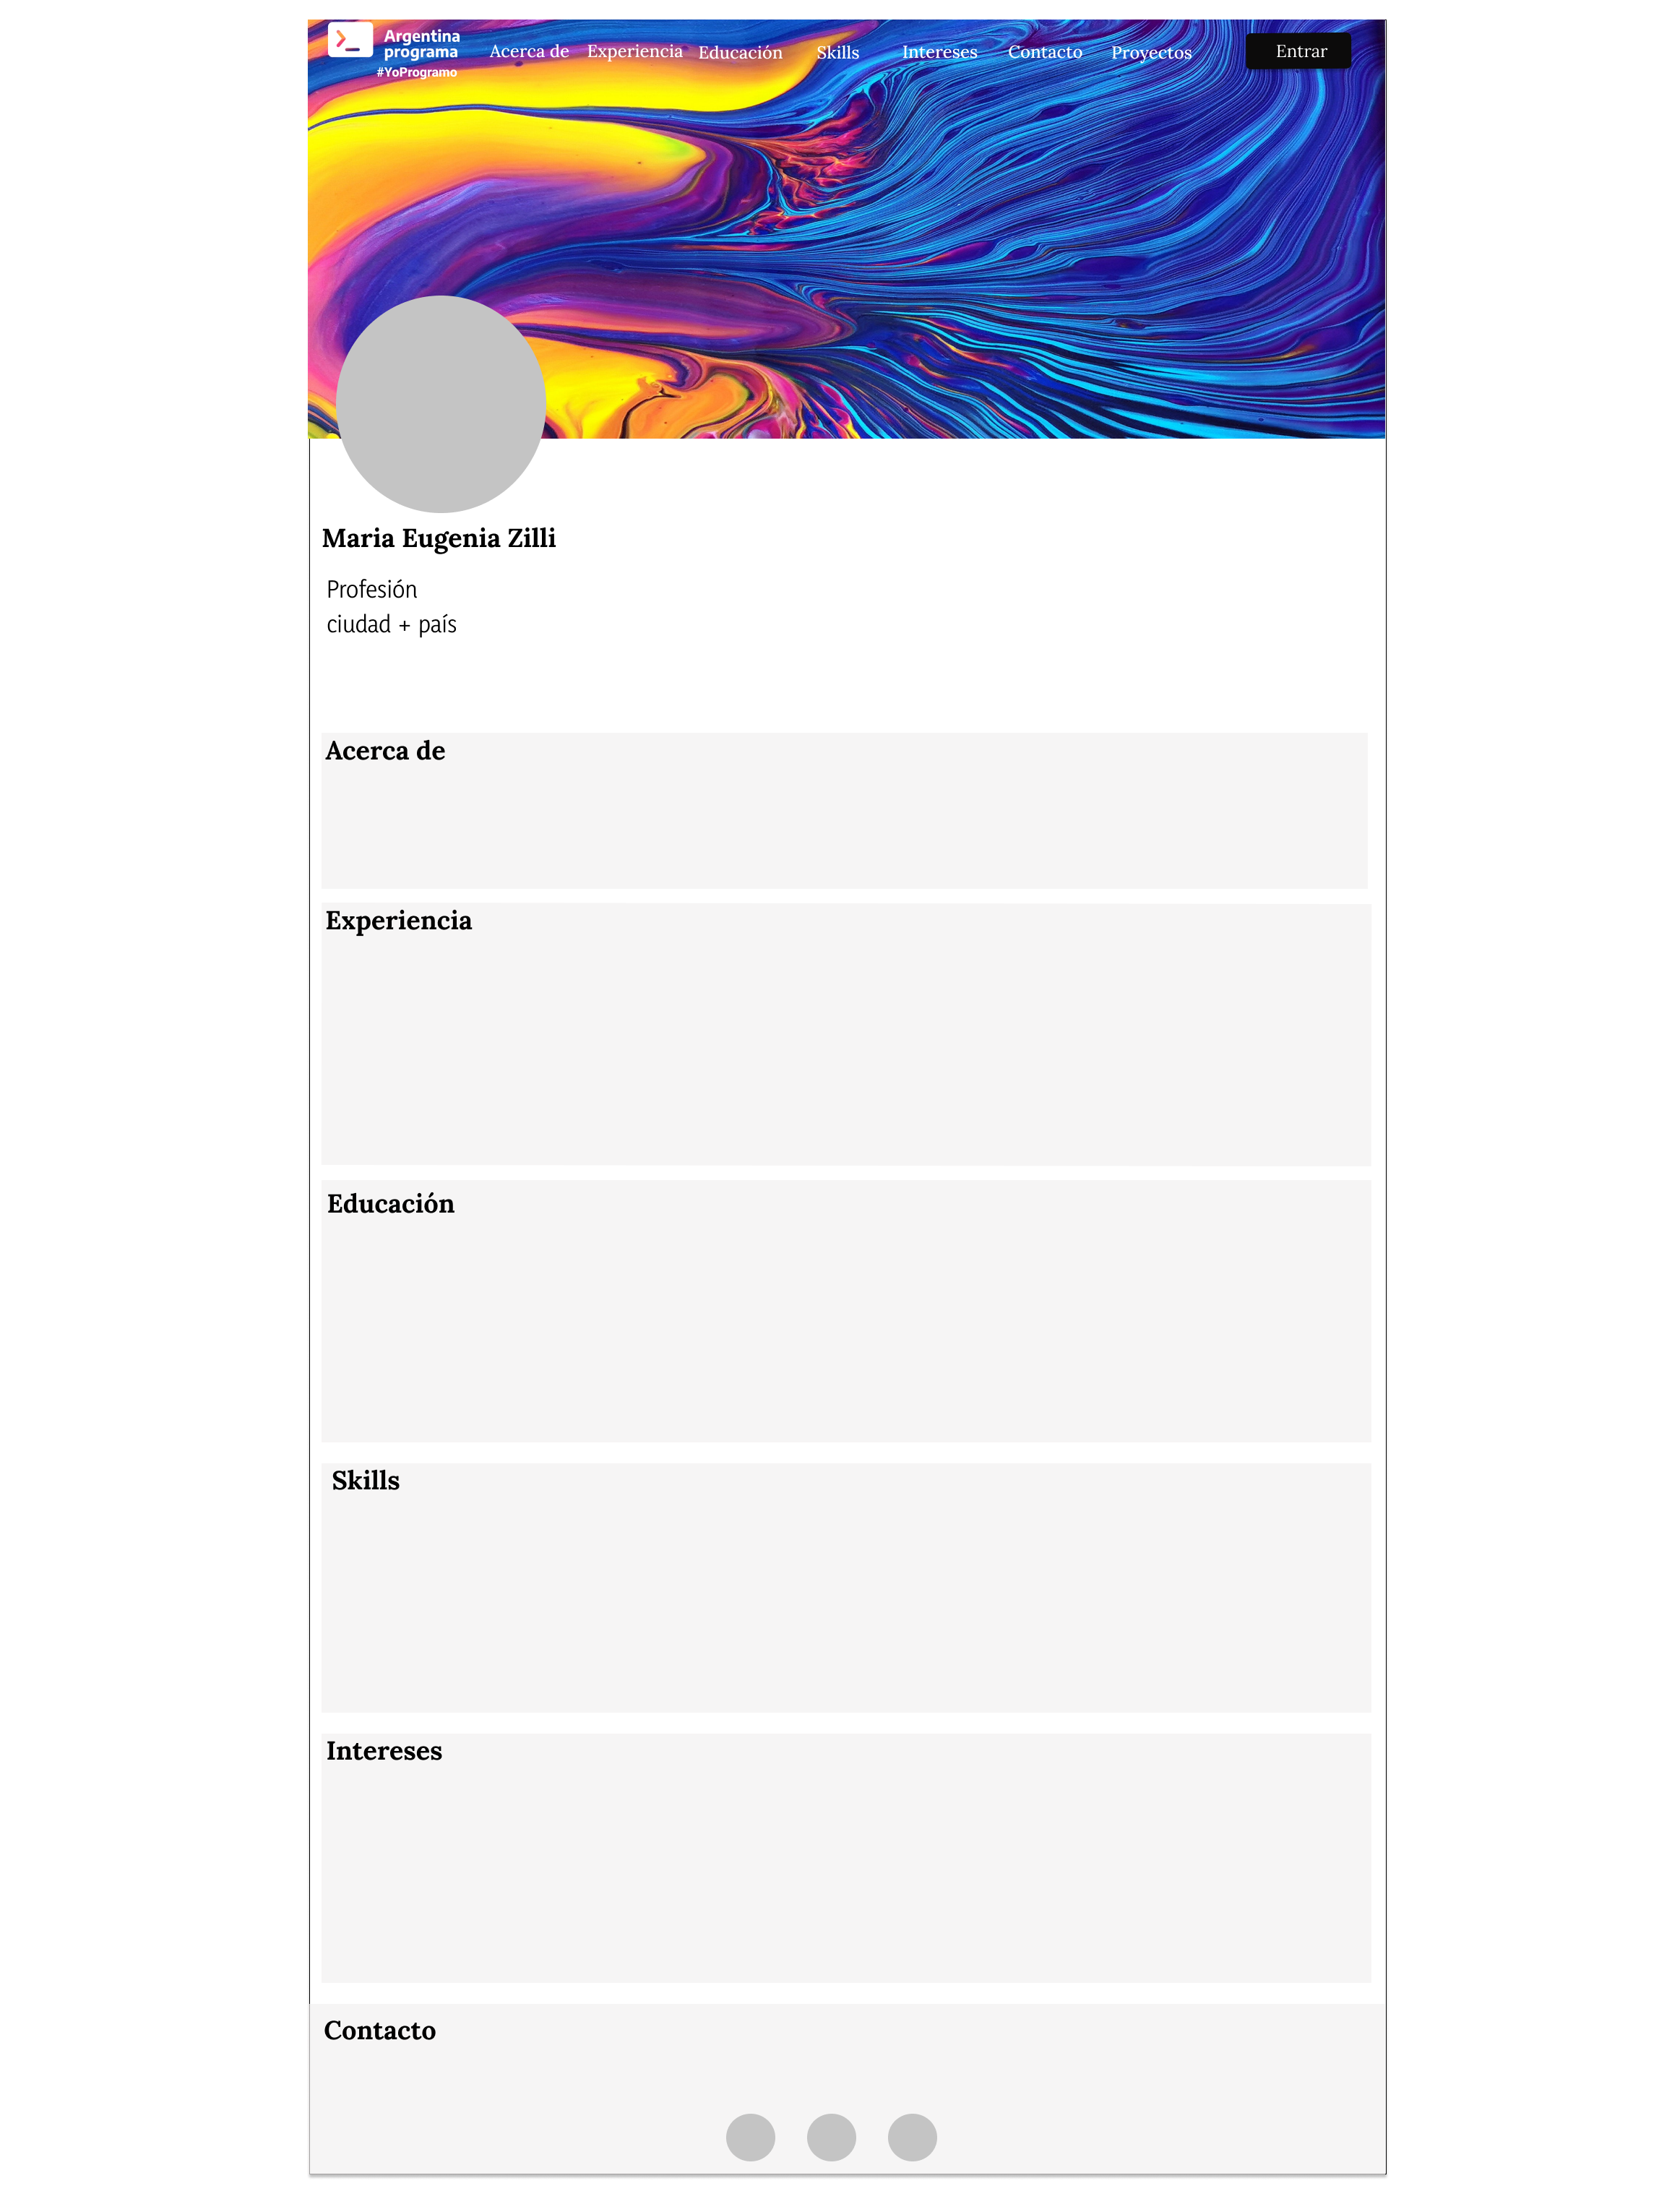 Argentina
programa
#YoProgramo
Acerca de Experiencia Educación Skills Intereses Contacto Proyectos Entrar
Maria Eugenia Zilli
Profesión
ciudad + país
Acerca de
Experiencia
Educación
Skills
Intereses
Contacto